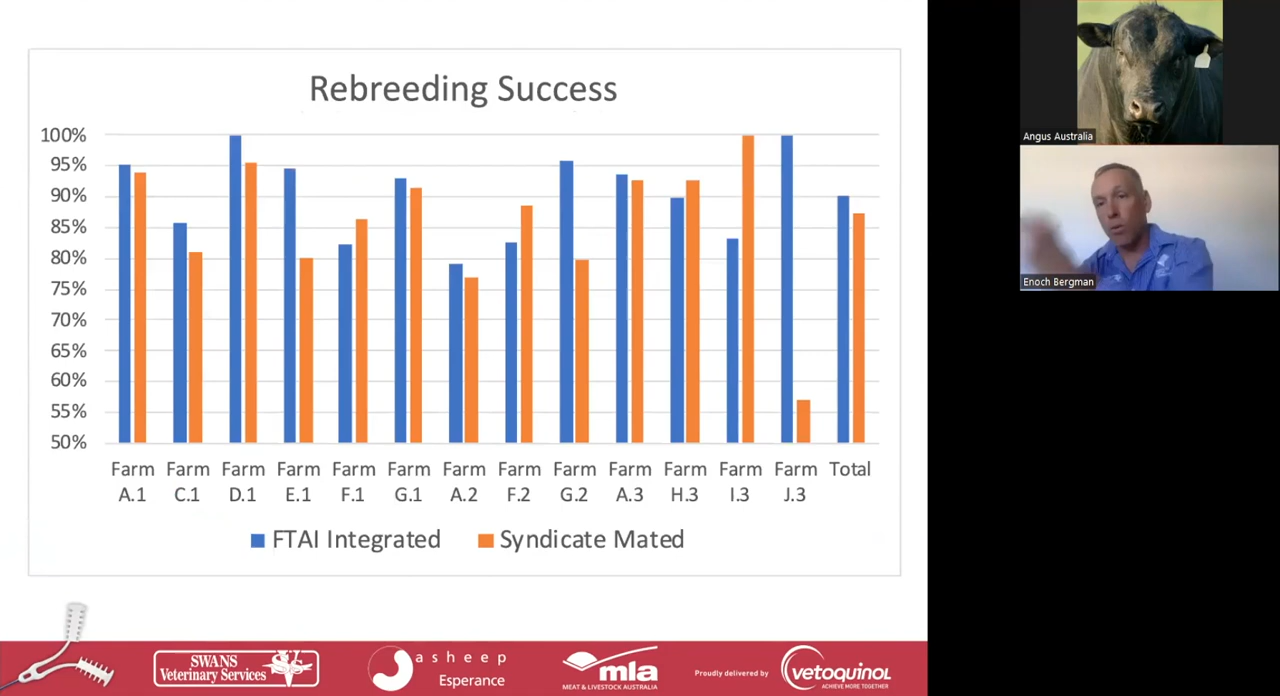 Rebreeding Success
100%
95%
90%
85%
80%
75%
70%
65%
60%
55%
50%
Farm Farm Farm Farm Farm Farm Farm Farm Farm Farm Farm Farm Farm Total
A.1 C.1 D.1 E.1 F.1 G.1 A.2 F.2 G.2 A.3 H.3 I.3 J.3
FTAI Integrated Syndicate Mated
SWANS
Veterinary Services
asheep
Esperance
mla
MEAT & LIVESTOCK AUSTRALIA
Proudly delivered by
vetoquinol
ACHIEVE MORE TOGETHER
Angus Australia
Enoch Bergman